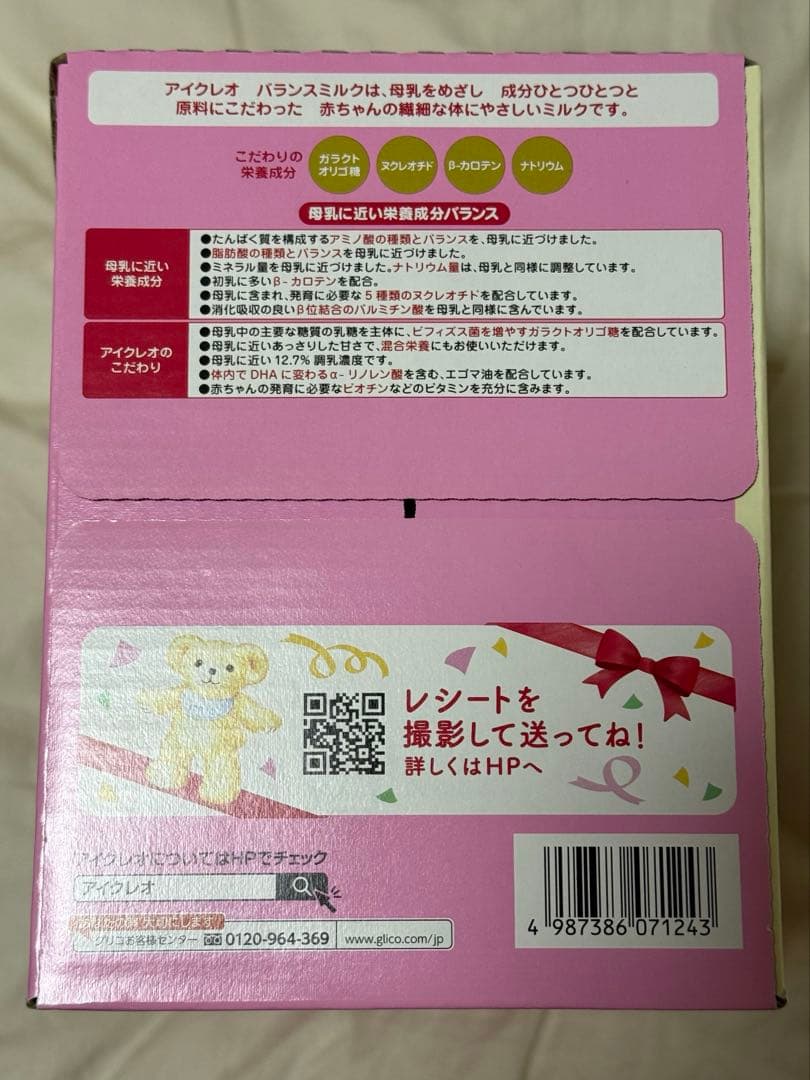 アイクレオ　バランスミルクは、母乳をめざし　成分ひとつひとつと
原料にこだわった　赤ちゃんの繊細な体にやさしいミルクです。
こだわりの
栄養成分
ガラクト
オリゴ糖
ヌクレオチド
β-カロテン
ナトリウム
母乳に近い栄養成分バランス
母乳に近い
栄養成分
●たんぱく質を構成するアミノ酸の種類とバランスを、母乳に近づけました。
●脂肪酸の種類とバランスを母乳に近づけました。
●ミネラル量を母乳に近づけました。ナトリウム量は、母乳と同様に調整しています。
●初乳に多いβ-カロテンを配合。
●母乳に含まれ、発育に必要な5種類のヌクレオチドを配合しています。
●消化吸収の良いβ位結合のパルミチン酸を母乳と同様に含んでいます。
アイクレオの
こだわり
●母乳中の主要な糖質の乳糖を主体に、ビフィズス菌を増やすガラクトオリゴ糖を配合しています。
●母乳に近いあっさりした甘さで、混合栄養にもお使いいただけます。
●母乳に近い12.7%調乳濃度です。
●体内でDHAに変わるα-リノレン酸を含む、エゴマ油を配合しています。
●赤ちゃんの発育に必要なビオチンなどのビタミンを充分に含みます。
レシートを
撮影して送ってね！
詳しくはHPへ
アイクレオについてはHPでチェック
アイクレオ
あなたの声 大切にします
グリコお客様センター 0120-964-369 www.glico.com/jp
4 987386 071243